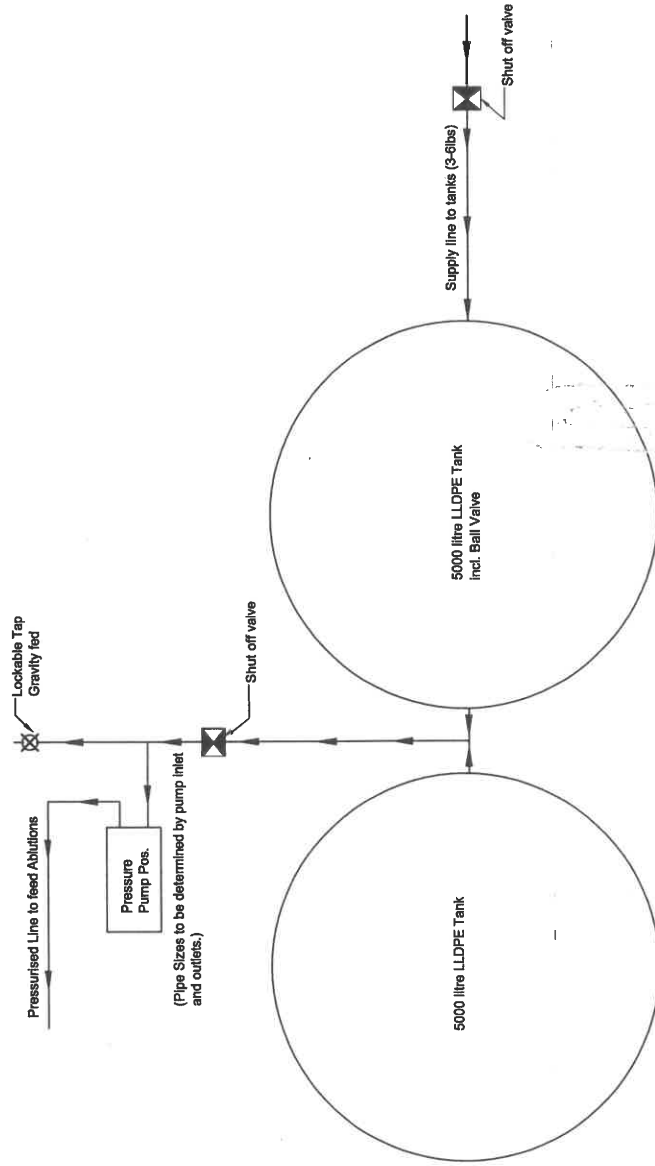 Lockable Tap
Gravity fed
Pressurised Line to feed Ablutions
Pressure
Pump Pos.
(Pipe Sizes to be determined by pump inlet
and outlets.)
Shut off valve
Supply line to tanks (3-6lbs)
Shut off valve
5000 litre LLDPE Tank
5000 litre LLDPE Tank
incl. Ball Valve